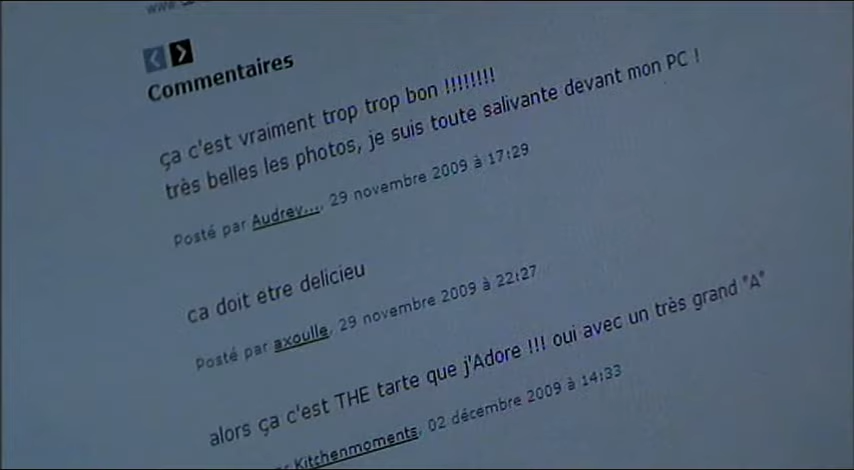 www.
Commentaires
ça c'est vraiment trop trop bon !!!!!!!!
très belles les photos, je suis toute salivante devant mon PC !
Posté par Audrey..., 29 novembre 2009 à 17:29
ca doit etre delicieu
Posté par axoulle, 29 novembre 2009 à 22:27
alors ça c'est THE tarte que j'Adore !!! oui avec un très grand "A"
Kitchenmoments, 02 décembre 2009 à 14:33